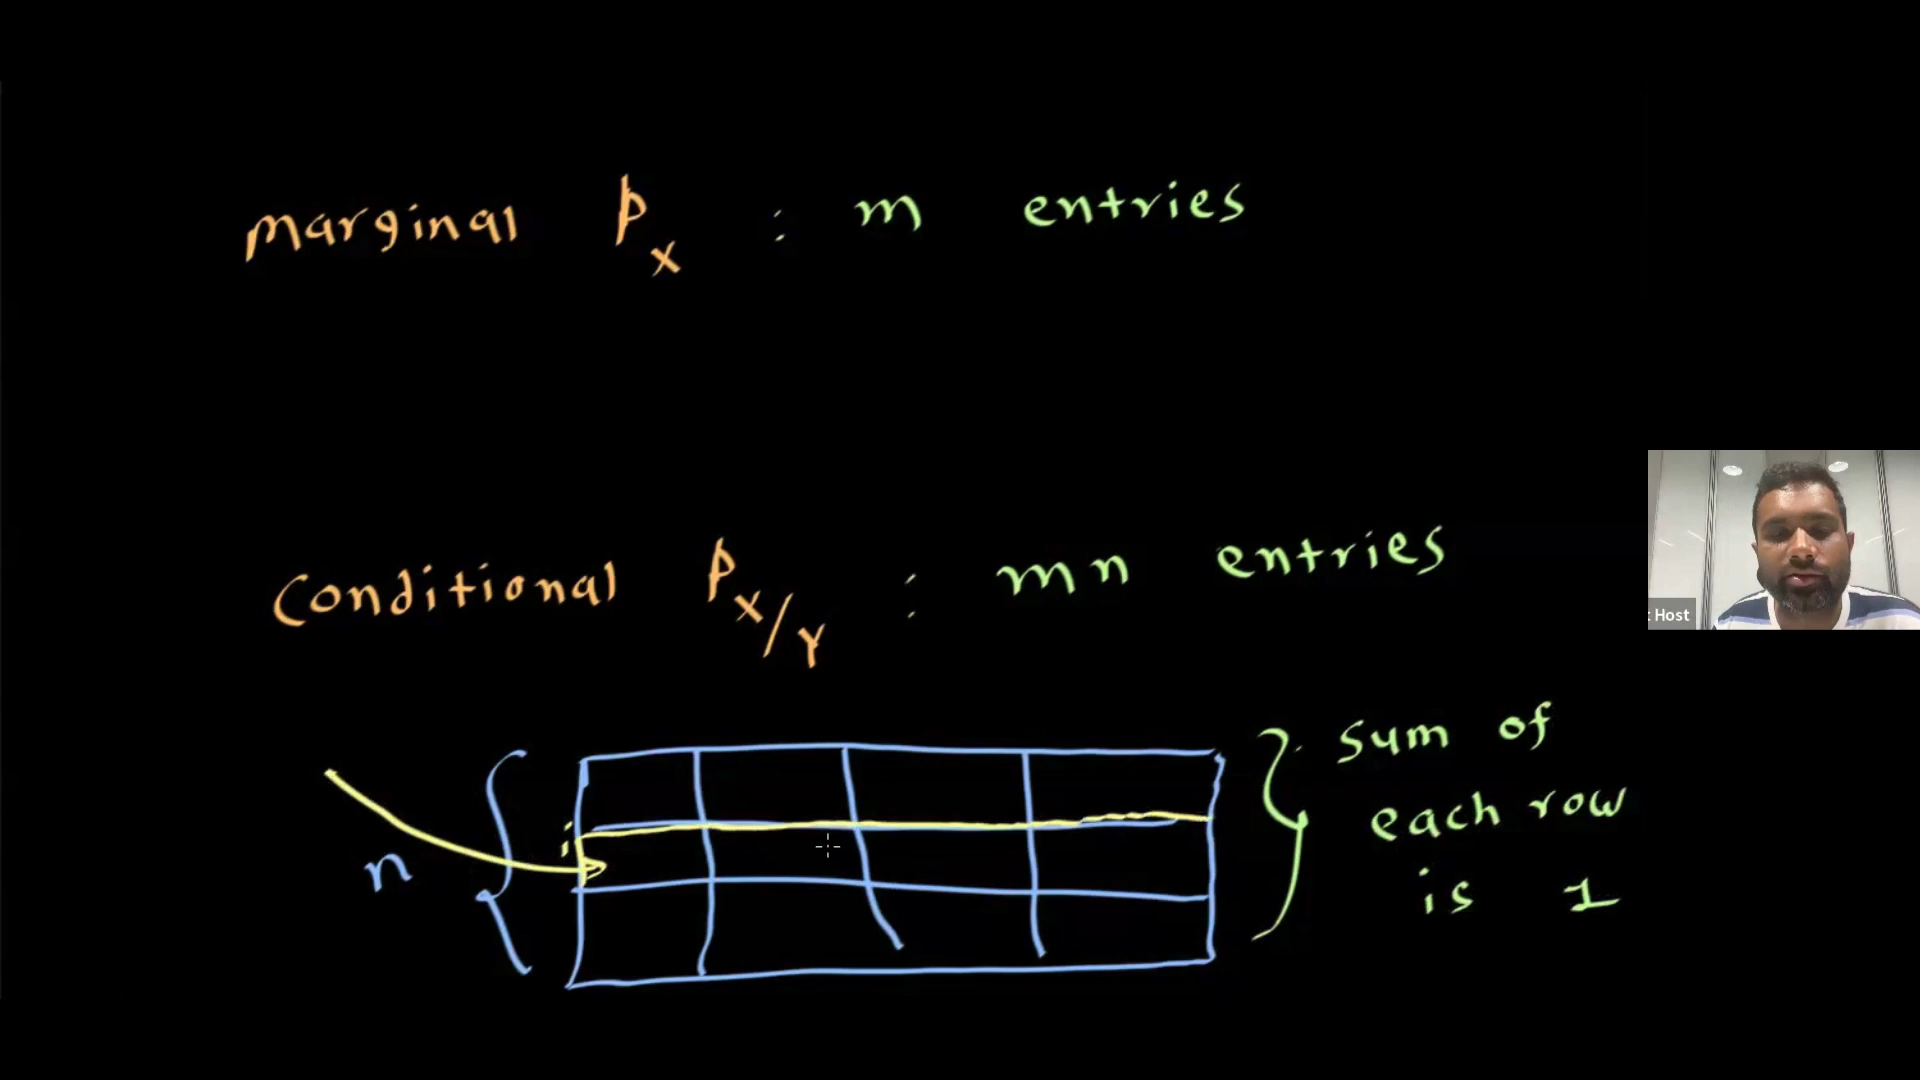 marginal p_X : m entries
conditional p_X/Y : mn entries
sum of
each row
is 1
i
n
: Host